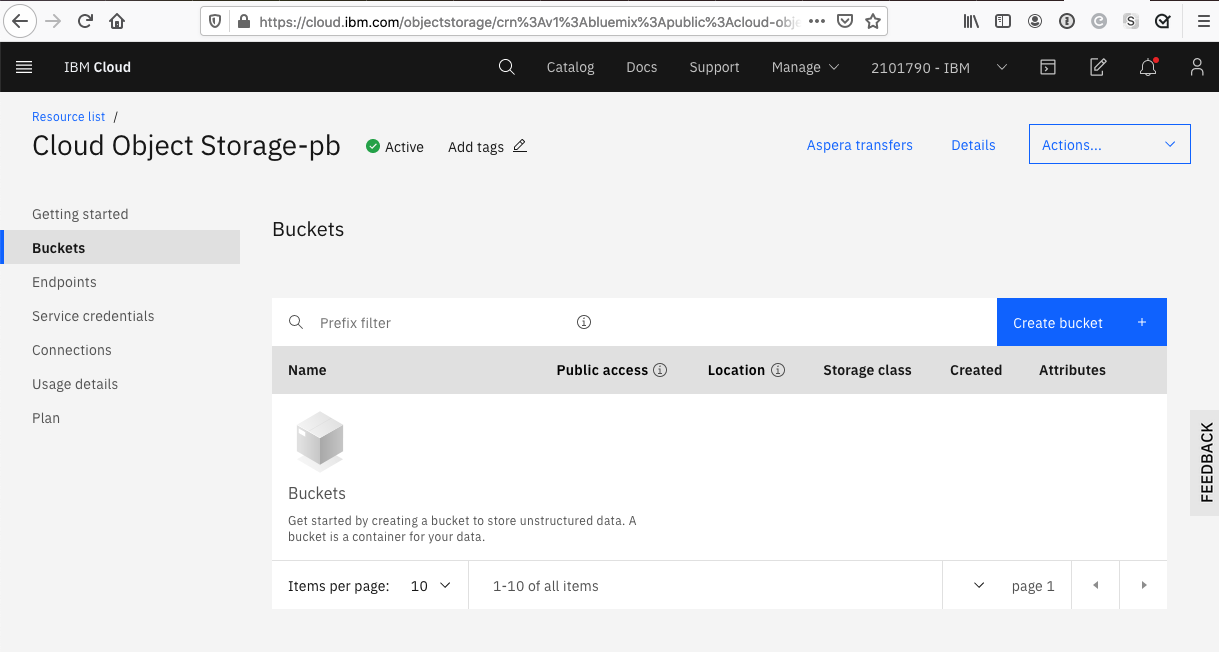 https://cloud.ibm.com/objectstorage/crn%3Av1%3Abluemix%3Apublic%3Acloud-obje
IBM Cloud
Catalog
Docs
Support
Manage
2101790 - IBM
Resource list /
Cloud Object Storage-pb
Active
Add tags
Aspera transfers
Details
Actions...
Getting started
Buckets
Endpoints
Service credentials
Connections
Usage details
Plan
Buckets
Prefix filter
Create bucket +
Name
Public access
Location
Storage class
Created
Attributes
Buckets
Get started by creating a bucket to store unstructured data. A
bucket is a container for your data.
Items per page: 10
1-10 of all items
page 1
FEEDBACK